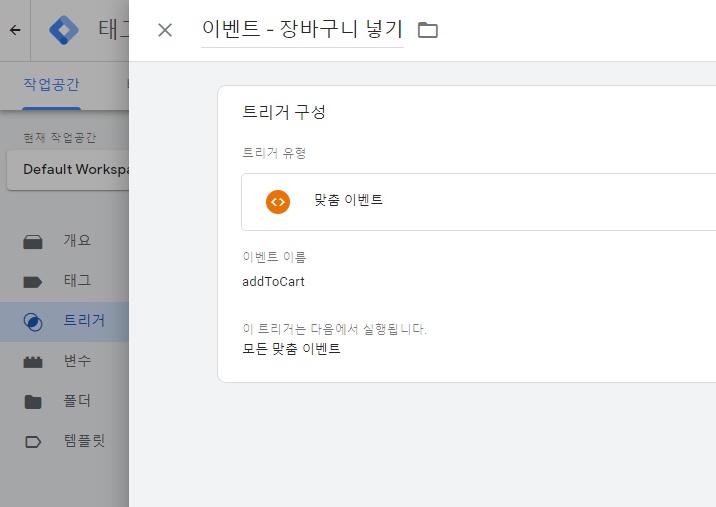 태그
이벤트 - 장바구니 넣기
작업공간
현재 작업공간
Default Workspa
개요
태그
트리거
변수
폴더
템플릿
트리거 구성
트리거 유형
맞춤 이벤트
이벤트 이름
addToCart
이 트리거는 다음에서 실행됩니다.
모든 맞춤 이벤트